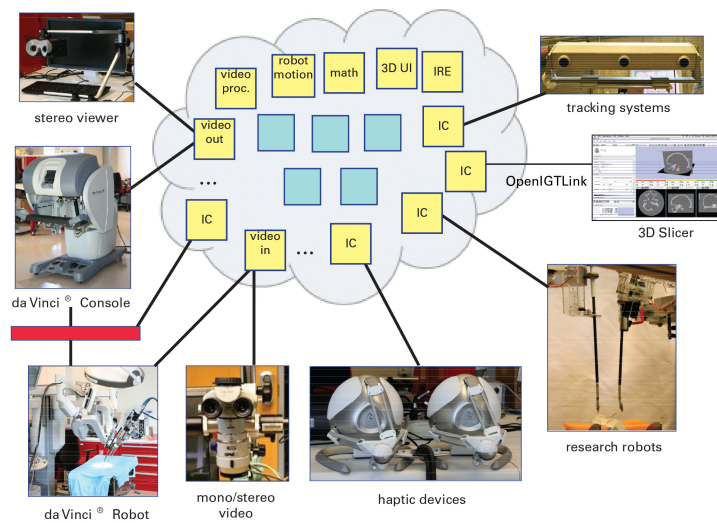 video
proc.
robot
motion
math
3D UI
IRE
stereo viewer
tracking systems
video
out
IC
...
IC
OpenIGTLink
3D Slicer
IC
IC
video
in
...
IC
da Vinci ® Console
research robots
mono/stereo
video
haptic devices
da Vinci ® Robot